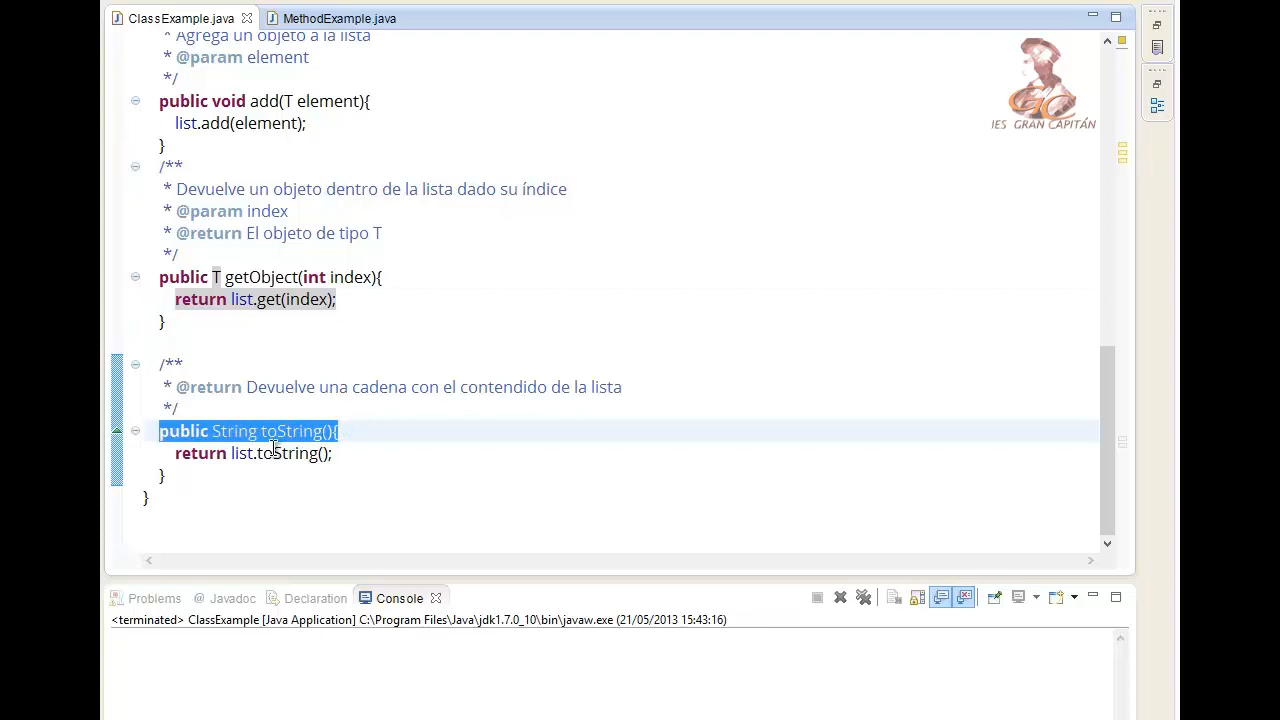 ClassExample.java
MethodExample.java
* Agrega un objeto a la lista
* @param element
*/
public void add(T element){
list.add(element);
}
/**
* Devuelve un objeto dentro de la lista dado su índice
* @param index
* @return El objeto de tipo T
*/
public T getObject(int index){
return list.get(index);
}
/**
* @return Devuelve una cadena con el contendido de la lista
*/
public String toString(){
return list.toString();
}
}
GC
IES GRAN CAPITÁN
Problems @ Javadoc Declaration Console
<terminated> ClassExample [Java Application] C:\Program Files\Java\jdk1.7.0_10\bin\javaw.exe (21/05/2013 15:43:16)